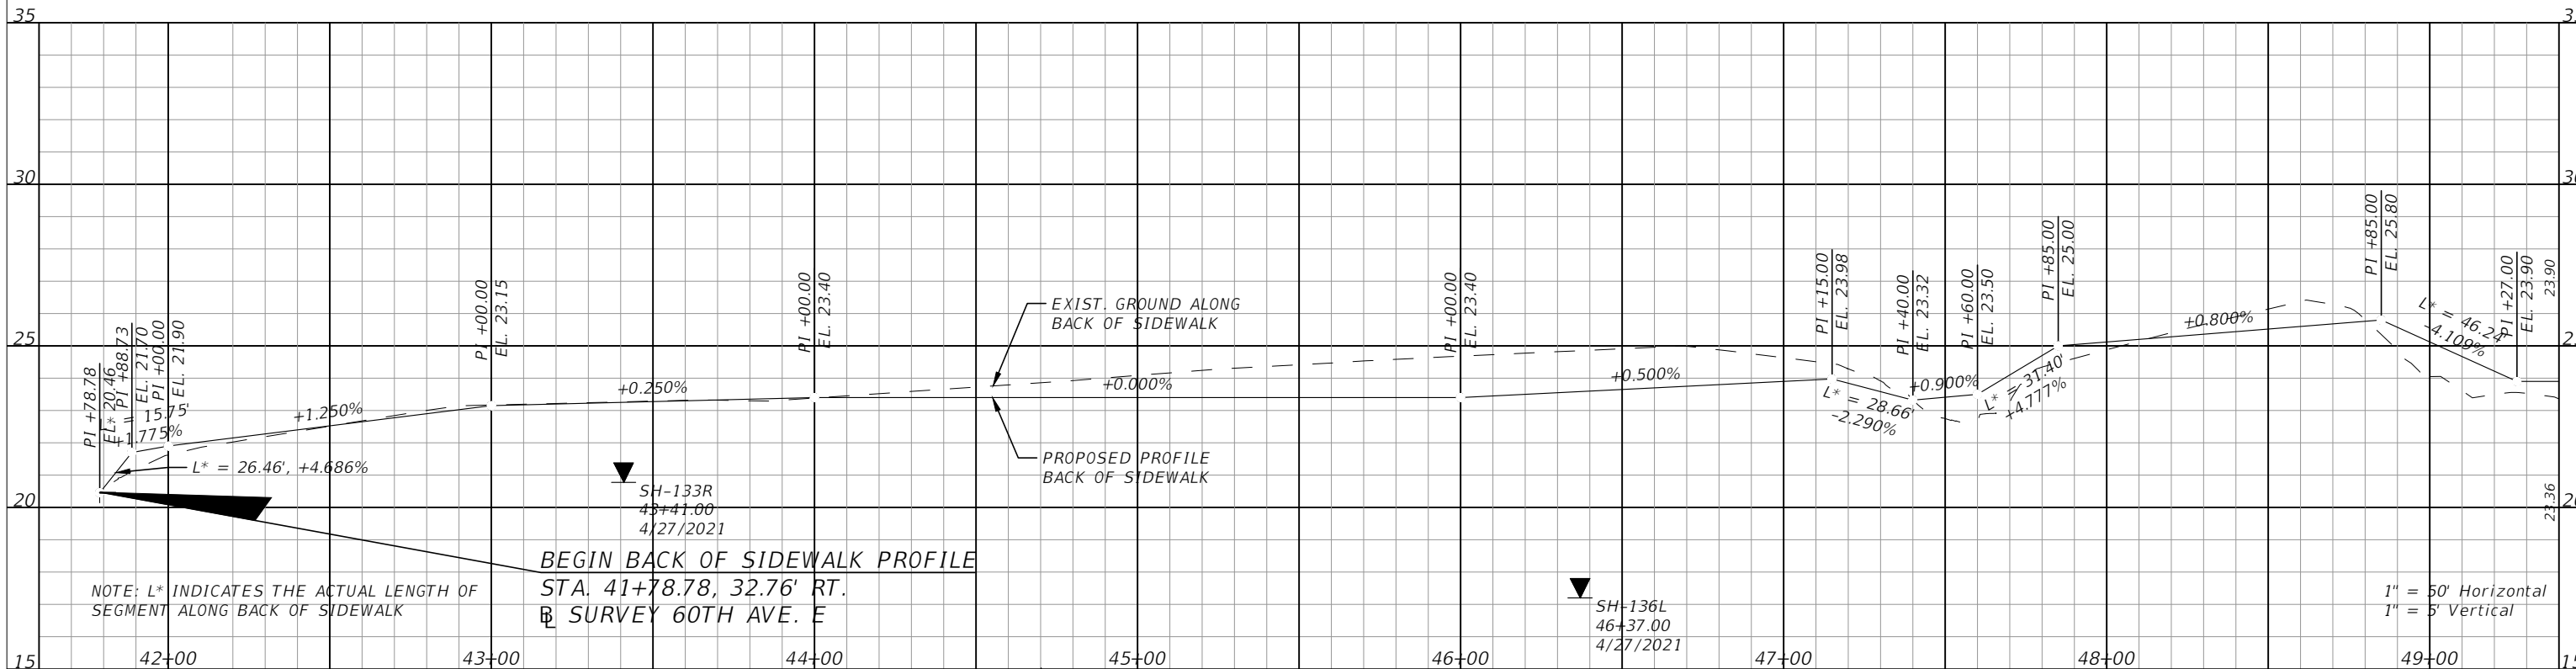 35
30
25
20
15
PI +78.78
EL. 20.46
PI +88.73
EL. 21.70
PI +00.00
EL. 21.90
= 15.75'
+1.775%
L* = 26.46', +4.686%
+1.250%
PI +00.00
EL. 23.15
+0.250%
PI +00.00
EL. 23.40
EXIST. GROUND ALONG
BACK OF SIDEWALK
+0.000%
PROPOSED PROFILE
BACK OF SIDEWALK
PI +00.00
EL. 23.40
+0.500%
PI +15.00
EL. 23.98
L* = 28.66'
-2.290%
PI +40.00
EL. 23.32
+0.900%
PI +60.00
EL. 23.50
L* = 31.40'
+4.777%
PI +85.00
EL. 25.00
+0.800%
PI +85.00
EL. 25.80
L* = 46.24'
-4.109%
PI +27.00
EL. 23.90
23.90
23.36
SH-133R
43+41.00
4/27/2021
BEGIN BACK OF SIDEWALK PROFILE
STA. 41+78.78, 32.76' RT.
BL SURVEY 60TH AVE. E
NOTE: L* INDICATES THE ACTUAL LENGTH OF
SEGMENT ALONG BACK OF SIDEWALK
SH-136L
46+37.00
4/27/2021
1" = 50' Horizontal
1" = 5' Vertical
42+00
43+00
44+00
45+00
46+00
47+00
48+00
49+00